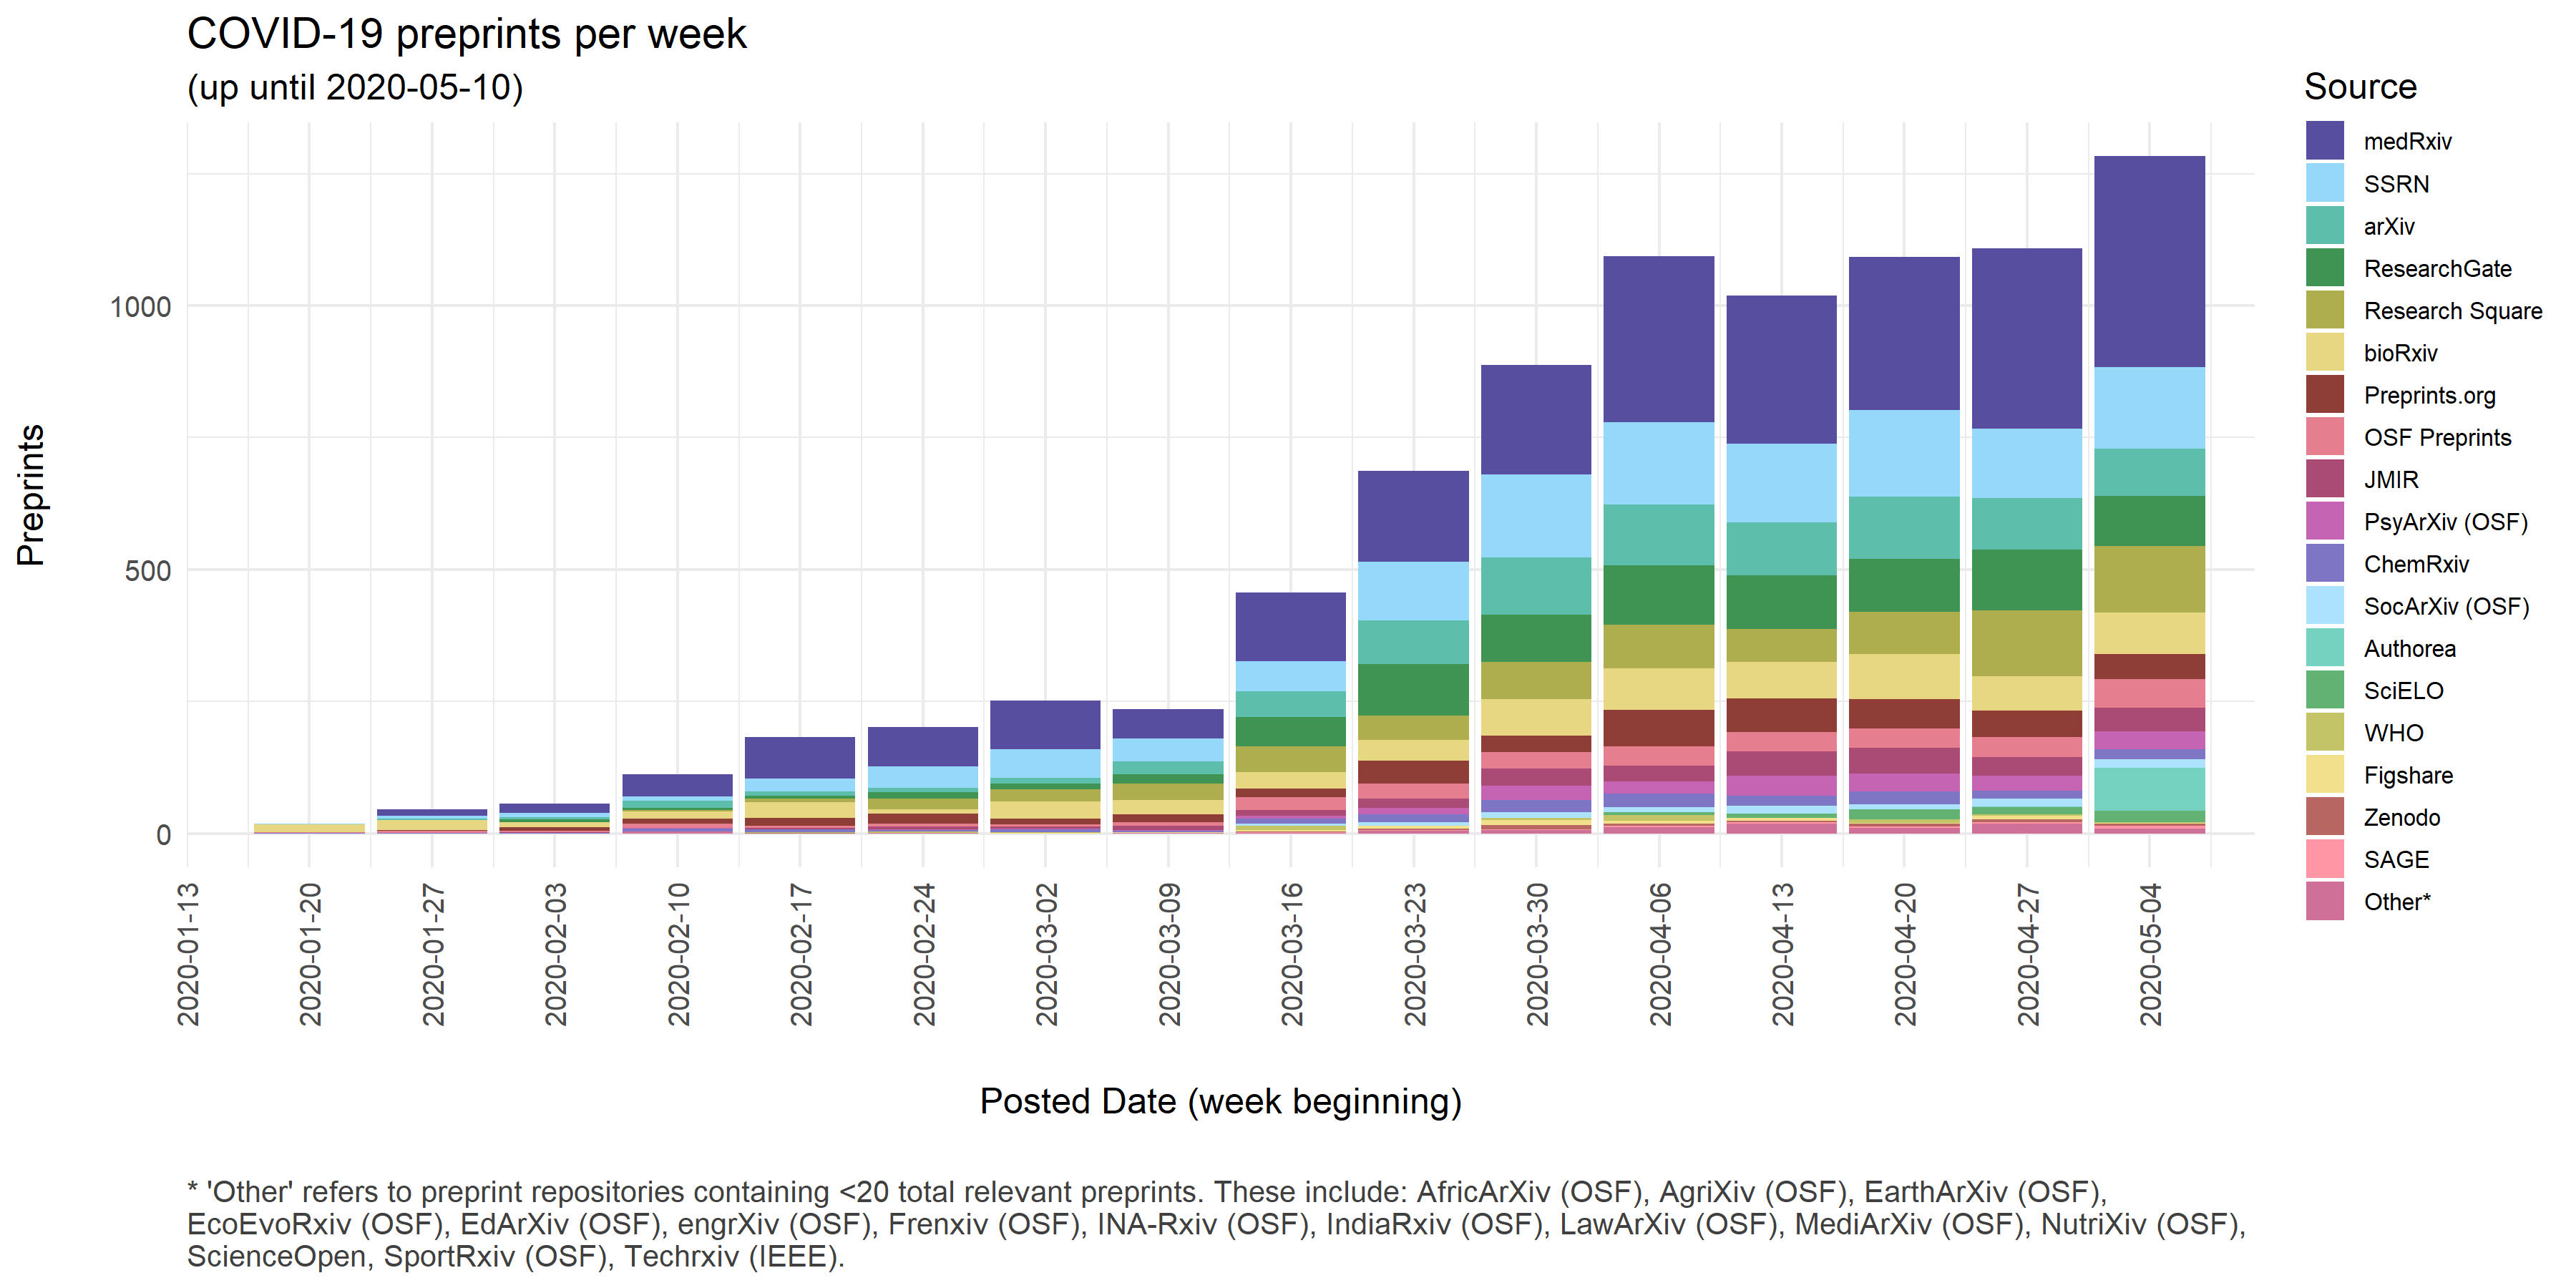 COVID-19 preprints per week
(up until 2020-05-10)
Preprints
1000
500
0
2020-01-13
2020-01-20
2020-01-27
2020-02-03
2020-02-10
2020-02-17
2020-02-24
2020-03-02
2020-03-09
2020-03-16
2020-03-23
2020-03-30
2020-04-06
2020-04-13
2020-04-20
2020-04-27
2020-05-04
Posted Date (week beginning)
Source
medRxiv
SSRN
arXiv
ResearchGate
Research Square
bioRxiv
Preprints.org
OSF Preprints
JMIR
PsyArXiv (OSF)
ChemRxiv
SocArXiv (OSF)
Authorea
SciELO
WHO
Figshare
Zenodo
SAGE
Other*
* 'Other' refers to preprint repositories containing <20 total relevant preprints. These include: AfricArXiv (OSF), AgriXiv (OSF), EarthArXiv (OSF),
EcoEvoRxiv (OSF), EdArXiv (OSF), engrXiv (OSF), Frenxiv (OSF), INA-Rxiv (OSF), IndiaRxiv (OSF), LawArXiv (OSF), MediArXiv (OSF), NutriXiv (OSF),
ScienceOpen, SportRxiv (OSF), Techrxiv (IEEE).